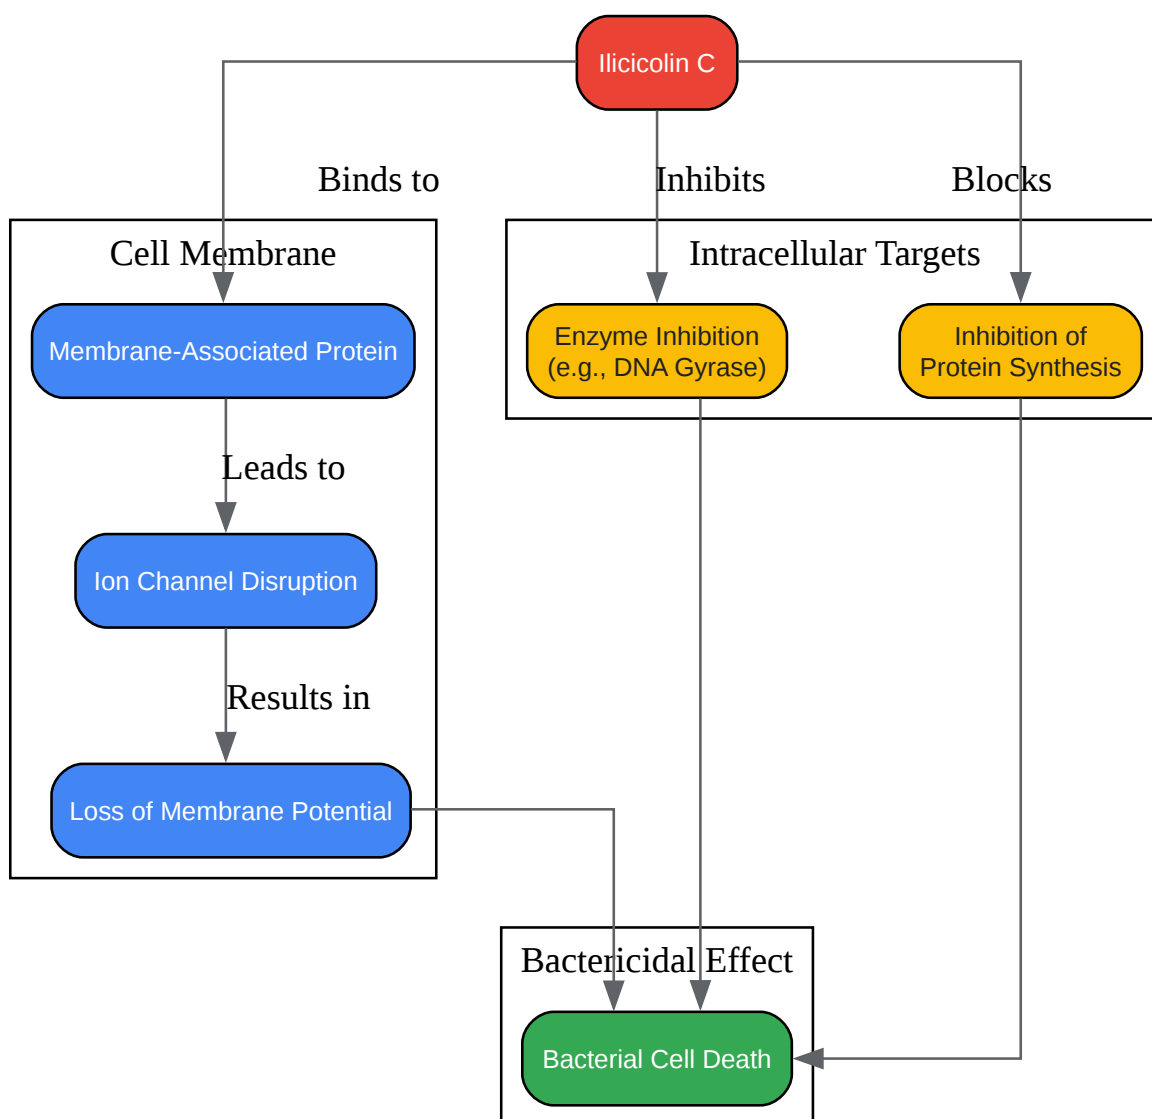 Ilicicolin C
Binds to
Inhibits
Blocks
Cell Membrane
Intracellular Targets
Membrane-Associated Protein
Enzyme Inhibition
(e.g., DNA Gyrase)
Inhibition of
Protein Synthesis
Leads to
Ion Channel Disruption
Results in
Loss of Membrane Potential
Bactericidal Effect
Bacterial Cell Death